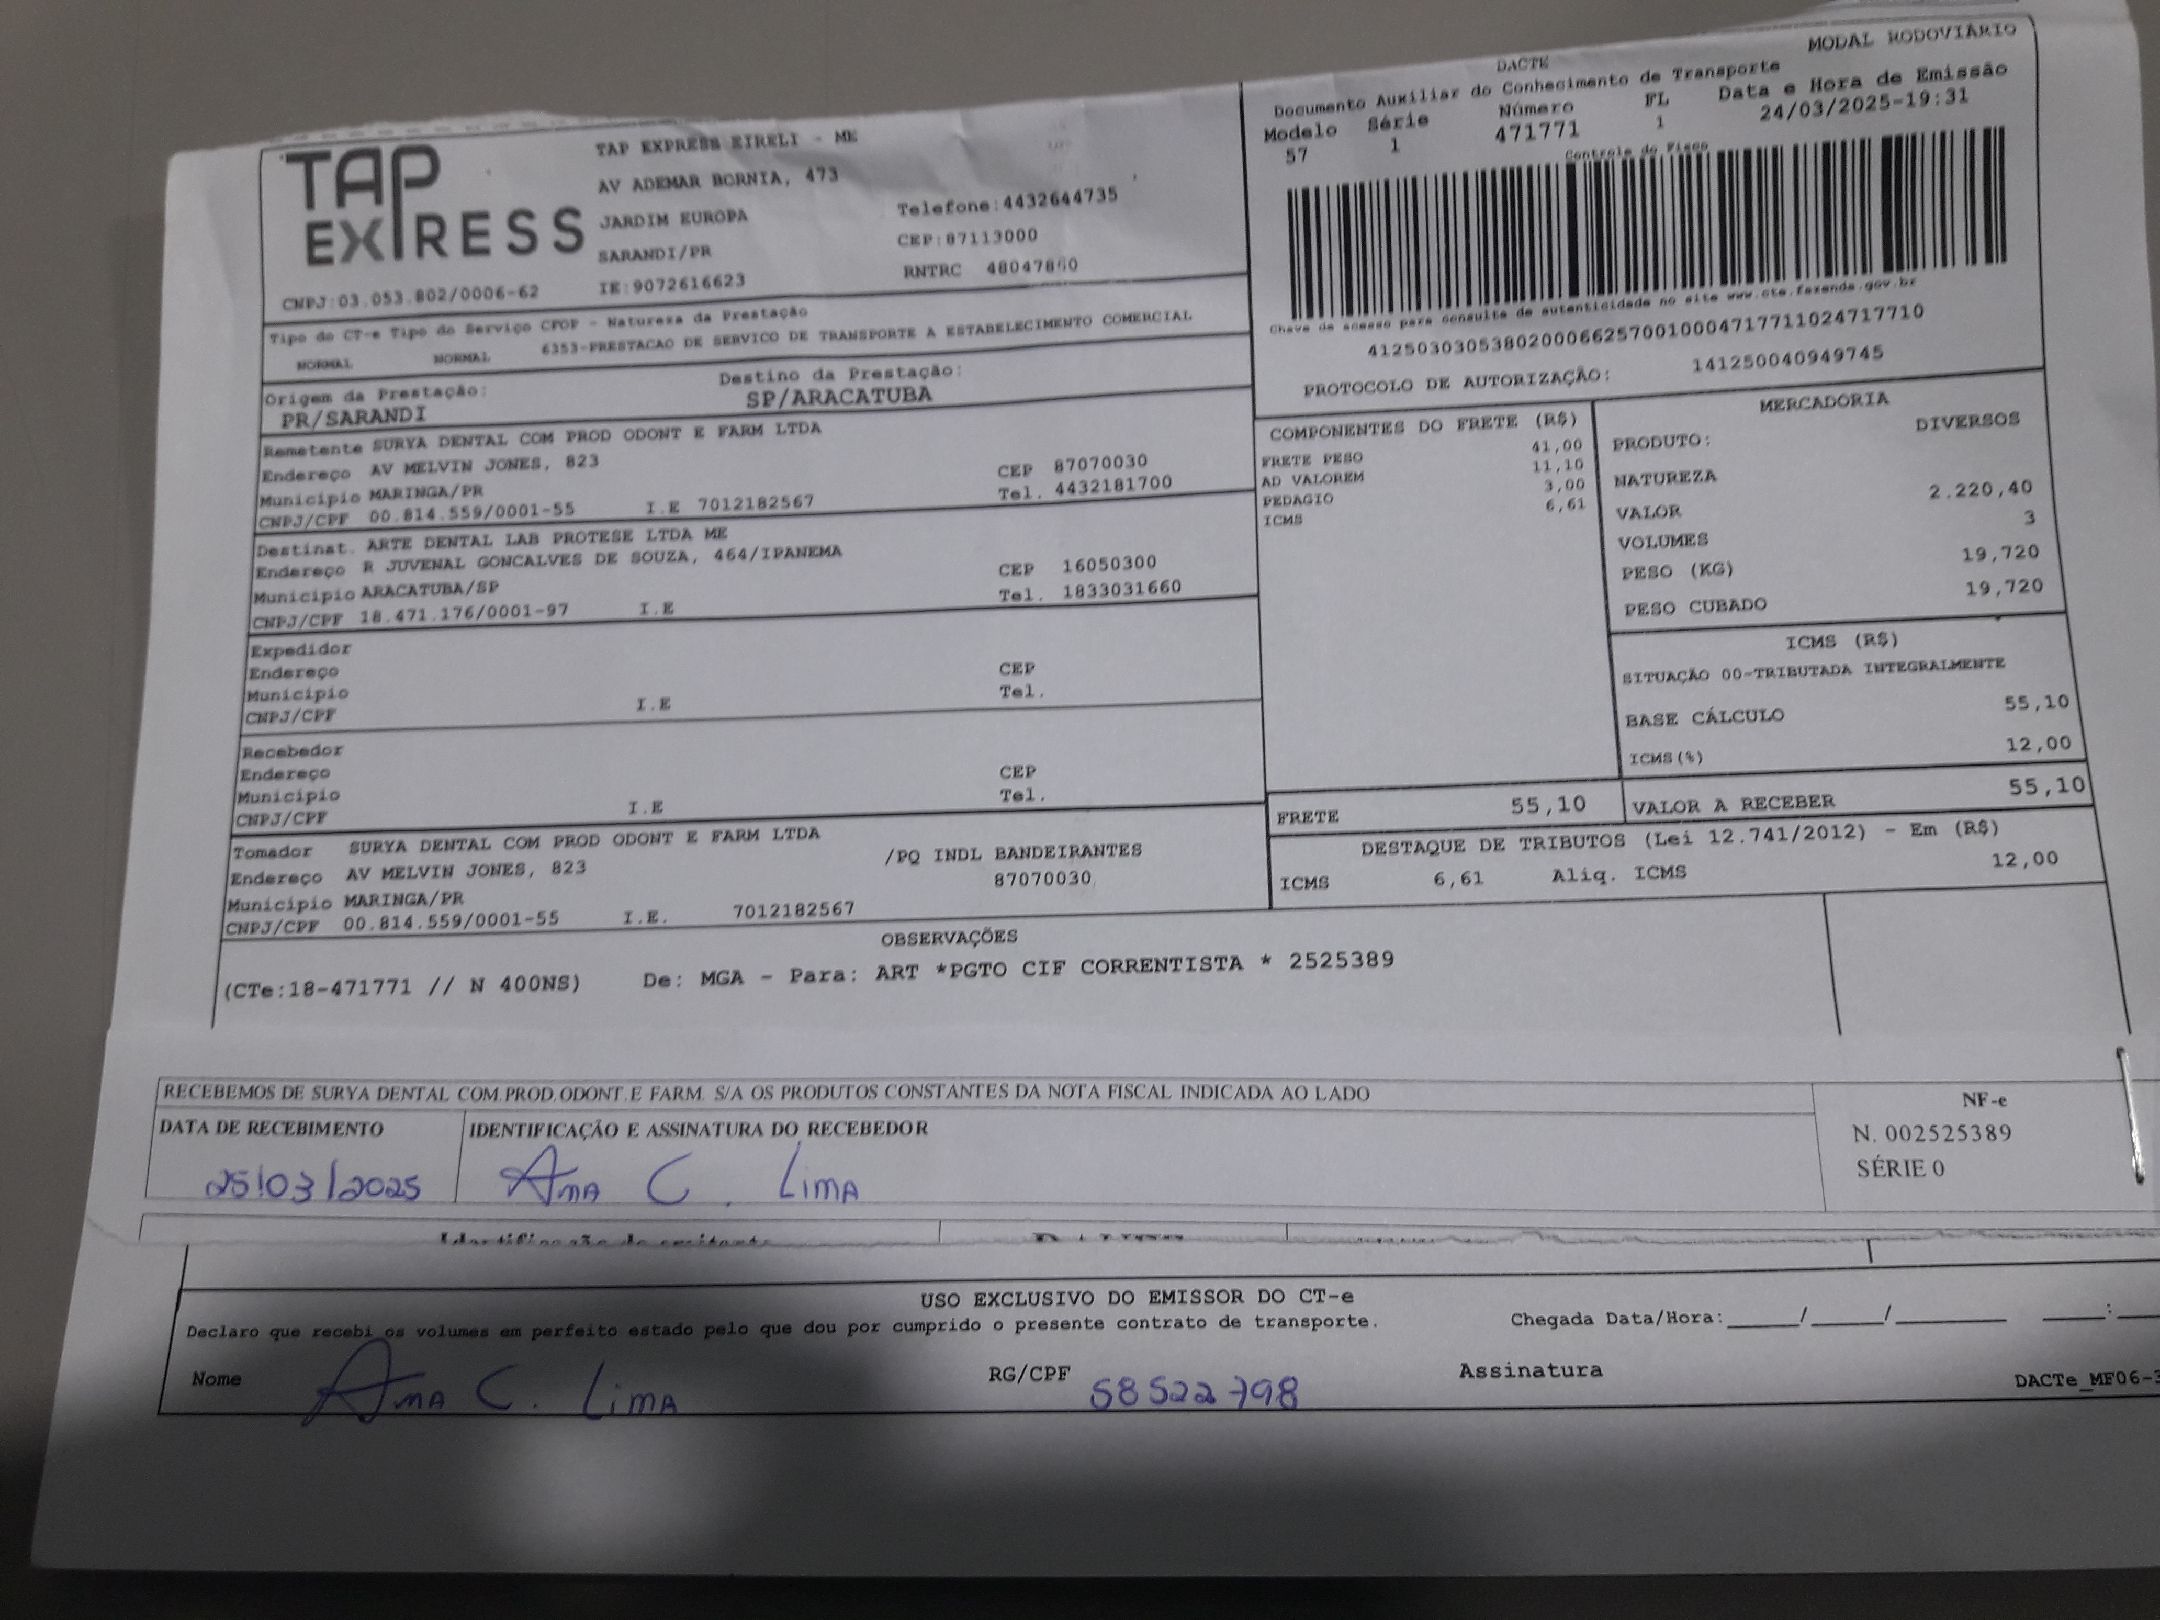 TAP
EXPRESS
TAP EXPRESS EIRELI - ME
AV ADEMAR BORNIA, 473
JARDIM EUROPA
Telefone:4432644735
SARANDI/PR
CEP:87113000
CNPJ:03.053.802/0006-62
IE:9072616623
RNTRC 48047860
MODAL RODOVIÁRIO
DACTE
Documento Auxiliar do Conhecimento de Transporte
Modelo Série Número FL Data e Hora de Emissão
57 1 471771 1 24/03/2025-19:31
Controle do Fisco
Chave de acesso para consulta de autenticidade no site www.cte.fazenda.gov.br
41250303053802000662570010004717711024717710
PROTOCOLO DE AUTORIZAÇÃO: 141250040949745
Tipo do CT-e Tipo do Serviço CFOP - Natureza da Prestação
NORMAL NORMAL 6353-PRESTACAO DE SERVICO DE TRANSPORTE A ESTABELECIMENTO COMERCIAL
Origem da Prestação: Destino da Prestação:
PR/SARANDI SP/ARACATUBA
Remetente SURYA DENTAL COM PROD ODONT E FARM LTDA
Endereço AV MELVIN JONES, 823 CEP 87070030
Município MARINGA/PR Tel. 4432181700
CNPJ/CPF 00.814.559/0001-55 I.E 7012182567
Destinat. ARTE DENTAL LAB PROTESE LTDA ME
Endereço R JUVENAL GONCALVES DE SOUZA, 464/IPANEMA CEP 16050300
Município ARACATUBA/SP Tel. 1833031660
CNPJ/CPF 18.471.176/0001-97 I.E
Expedidor
Endereço CEP
Município Tel.
CNPJ/CPF I.E
Recebedor
Endereço CEP
Município Tel.
CNPJ/CPF I.E
Tomador SURYA DENTAL COM PROD ODONT E FARM LTDA
Endereço AV MELVIN JONES, 823 /PQ INDL BANDEIRANTES
Município MARINGA/PR 87070030
CNPJ/CPF 00.814.559/0001-55 I.E. 7012182567
COMPONENTES DO FRETE (R$)
FRETE PESO 41,00
AD VALOREM 11,10
PEDAGIO 3,00
ICMS 6,61
MERCADORIA
PRODUTO: DIVERSOS
NATUREZA
VALOR 2.220,40
VOLUMES 3
PESO (KG) 19,720
PESO CUBADO 19,720
ICMS (R$)
SITUAÇÃO 00-TRIBUTADA INTEGRALMENTE
BASE CÁLCULO 55,10
ICMS(%) 12,00
FRETE 55,10 VALOR A RECEBER 55,10
DESTAQUE DE TRIBUTOS (Lei 12.741/2012) - Em (R$)
ICMS 6,61 Aliq. ICMS 12,00
OBSERVAÇÕES
(CTe:18-471771 // N 400NS) De: MGA - Para: ART *PGTO CIF CORRENTISTA * 2525389
RECEBEMOS DE SURYA DENTAL COM.PROD.ODONT.E FARM. S/A OS PRODUTOS CONSTANTES DA NOTA FISCAL INDICADA AO LADO
DATA DE RECEBIMENTO IDENTIFICAÇÃO E ASSINATURA DO RECEBEDOR
25/03/2025 Ana C. Lima
NF-e
N. 002525389
SÉRIE 0
Identificação do emitente
USO EXCLUSIVO DO EMISSOR DO CT-e
Declaro que recebi os volumes em perfeito estado pelo que dou por cumprido o presente contrato de transporte. Chegada Data/Hora:_____/_____/________ _____:___
Nome Ana C. Lima RG/CPF 58522798 Assinatura
DACTe_MF06-3